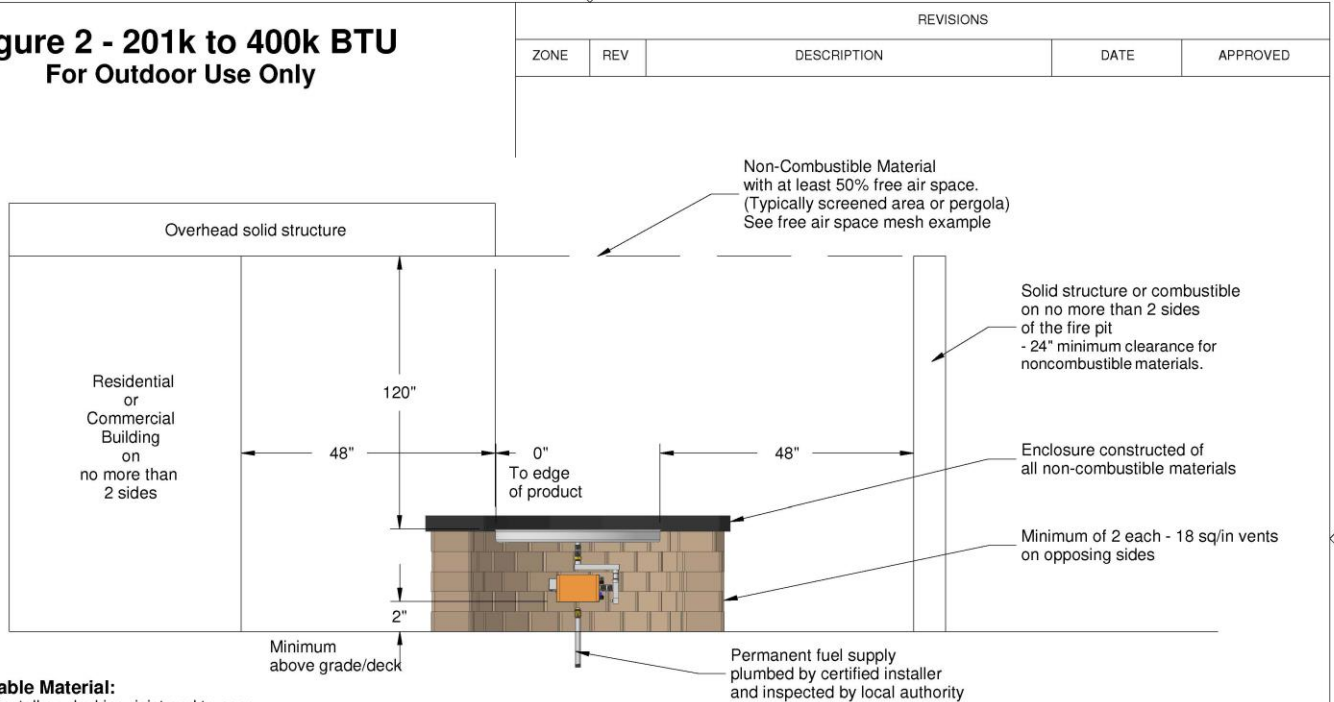 gure 2 - 201k to 400k BTU
For Outdoor Use Only
REVISIONS
ZONE REV DESCRIPTION DATE APPROVED
Non-Combustible Material
with at least 50% free air space.
(Typically screened area or pergola)
See free air space mesh example
Overhead solid structure
Solid structure or combustible
on no more than 2 sides
of the fire pit
- 24" minimum clearance for
noncombustible materials.
Residential
or
Commercial
Building
on
no more than
2 sides
120"
48"
0"
To edge
of product
48"
Enclosure constructed of
all non-combustible materials
Minimum of 2 each - 18 sq/in vents
on opposing sides
2"
Minimum
above grade/deck
Permanent fuel supply
plumbed by certified installer
and inspected by local authority
able Material: